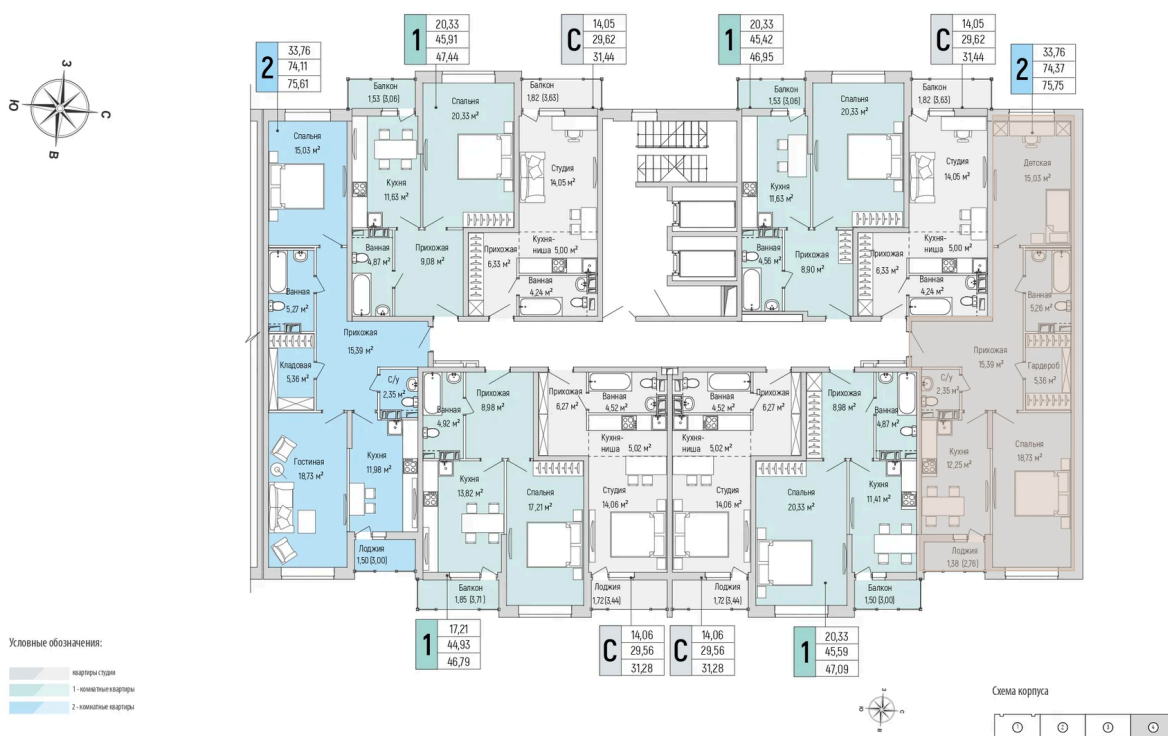 2
33,76
74,11
75,61
1
20,33
45,91
47,44
С
14,05
29,62
31,44
1
20,33
45,42
46,95
С
14,05
29,62
31,44
2
33,76
74,37
75,75
З
Ю
С
В
Балкон
1,53 (3,06)
Балкон
1,82 (3,63)
Балкон
1,53 (3,06)
Балкон
1,82 (3,63)
Спальня
15,03 м²
Кухня
11,63 м²
Спальня
20,33 м²
Студия
14,05 м²
Кухня
11,63 м²
Спальня
20,33 м²
Студия
14,05 м²
Детская
15,03 м²
Ванная
5,27 м²
Ванная
4,87 м²
Прихожая
9,08 м²
Прихожая
6,33 м²
Кухня-
ниша 5,00 м²
Ванная
4,24 м²
Ванная
4,56 м²
Прихожая
8,90 м²
Прихожая
6,33 м²
Кухня-
ниша 5,00 м²
Ванная
4,24 м²
Ванная
5,26 м²
Прихожая
15,39 м²
Кладовая
5,36 м²
С/у
2,35 м²
Прихожая
15,39 м²
Гардероб
5,36 м²
С/у
2,35 м²
Ванная
4,92 м²
Прихожая
8,98 м²
Прихожая
6,27 м²
Ванная
4,52 м²
Ванная
4,52 м²
Прихожая
6,27 м²
Прихожая
8,98 м²
Ванная
4,87 м²
Гостиная
18,73 м²
Кухня
11,98 м²
Кухня
13,82 м²
Спальня
17,21 м²
Кухня-
ниша 5,02 м²
Студия
14,06 м²
Кухня-
ниша 5,02 м²
Студия
14,06 м²
Спальня
20,33 м²
Кухня
11,41 м²
Кухня
12,25 м²
Спальня
18,73 м²
Лоджия
1,50 (3,00)
Балкон
1,85 (3,71)
Лоджия
1,72 (3,44)
Лоджия
1,72 (3,44)
Балкон
1,50 (3,00)
Лоджия
1,38 (2,76)
1
17,21
44,93
46,79
С
14,06
29,56
31,28
С
14,06
29,56
31,28
1
20,33
45,59
47,09
Условные обозначения:
квартиры студии
1 - комнатные квартиры
2 - комнатные квартиры
З
Ю
С
В
Схема корпуса
1
2
3
4